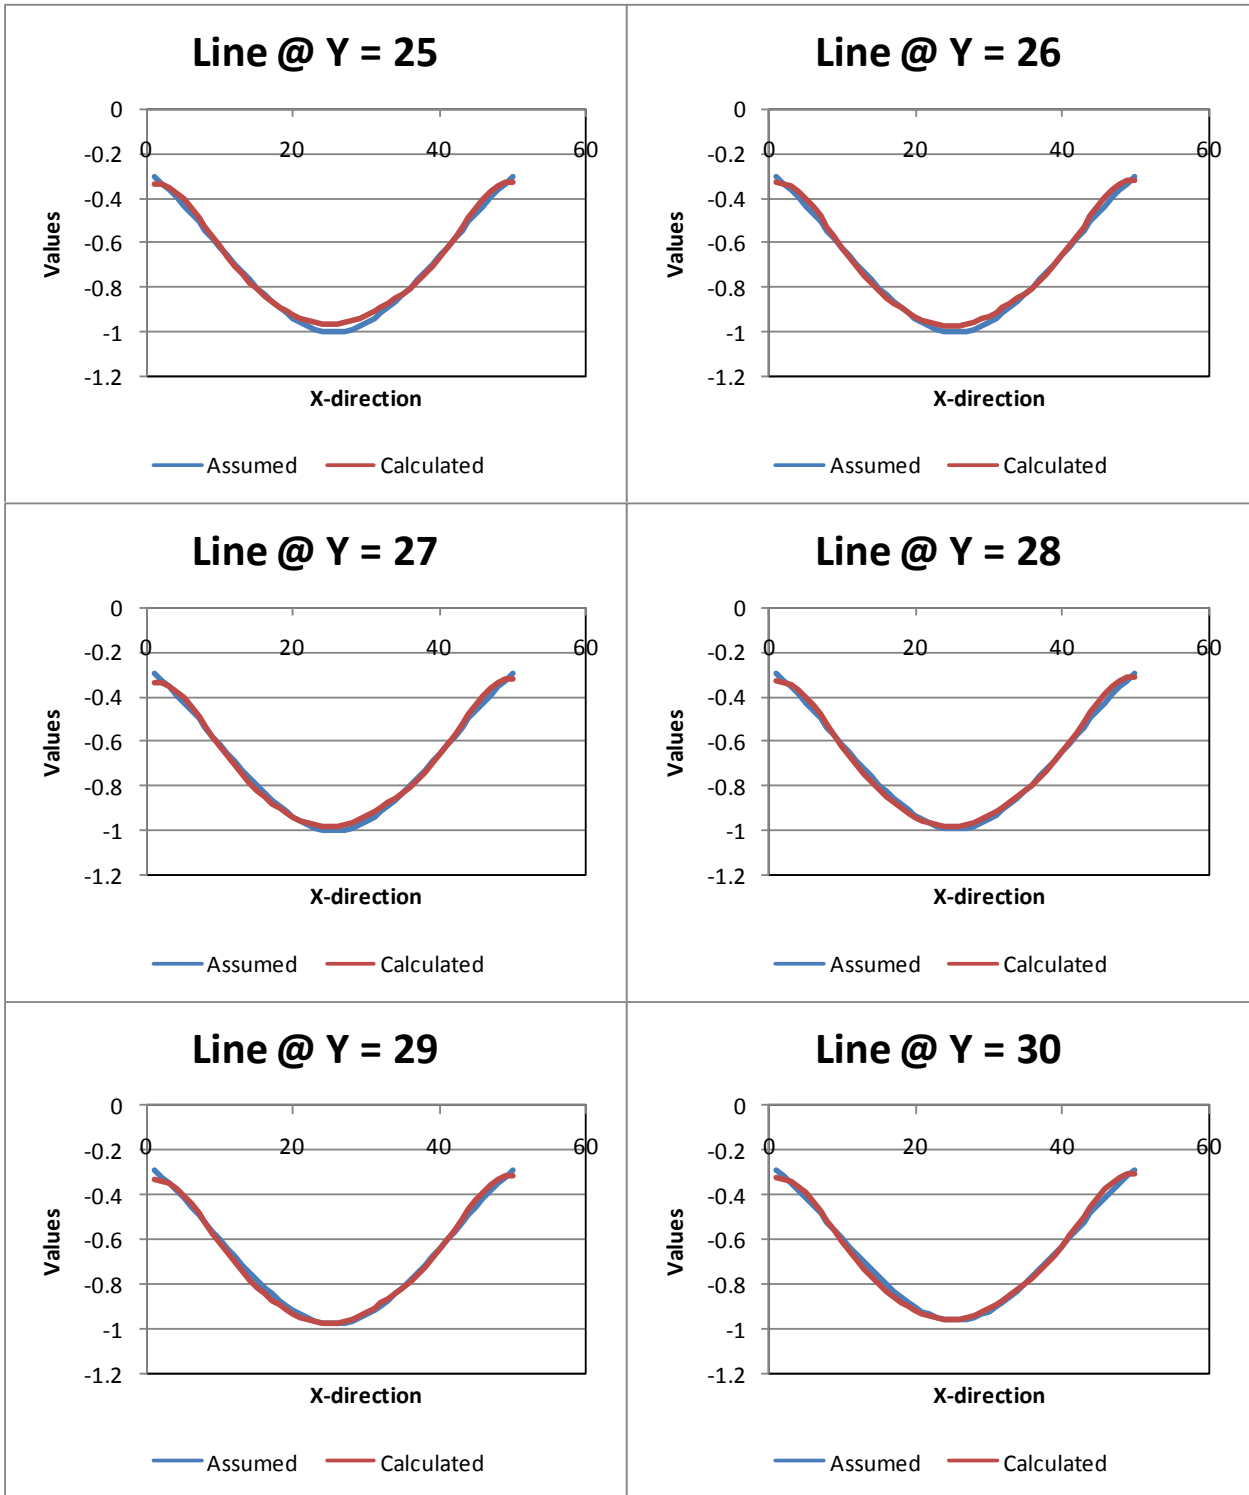 Line @ Y = 25
0
0 20 40 60
-0.2
-0.4
-0.6
-0.8
-1
-1.2
Values
X-direction
Assumed Calculated
Line @ Y = 26
0
0 20 40 60
-0.2
-0.4
-0.6
-0.8
-1
-1.2
Values
X-direction
Assumed Calculated
Line @ Y = 27
0
0 20 40 60
-0.2
-0.4
-0.6
-0.8
-1
-1.2
Values
X-direction
Assumed Calculated
Line @ Y = 28
0
0 20 40 60
-0.2
-0.4
-0.6
-0.8
-1
-1.2
Values
X-direction
Assumed Calculated
Line @ Y = 29
0
0 20 40 60
-0.2
-0.4
-0.6
-0.8
-1
-1.2
Values
X-direction
Assumed Calculated
Line @ Y = 30
0
0 20 40 60
-0.2
-0.4
-0.6
-0.8
-1
-1.2
Values
X-direction
Assumed Calculated